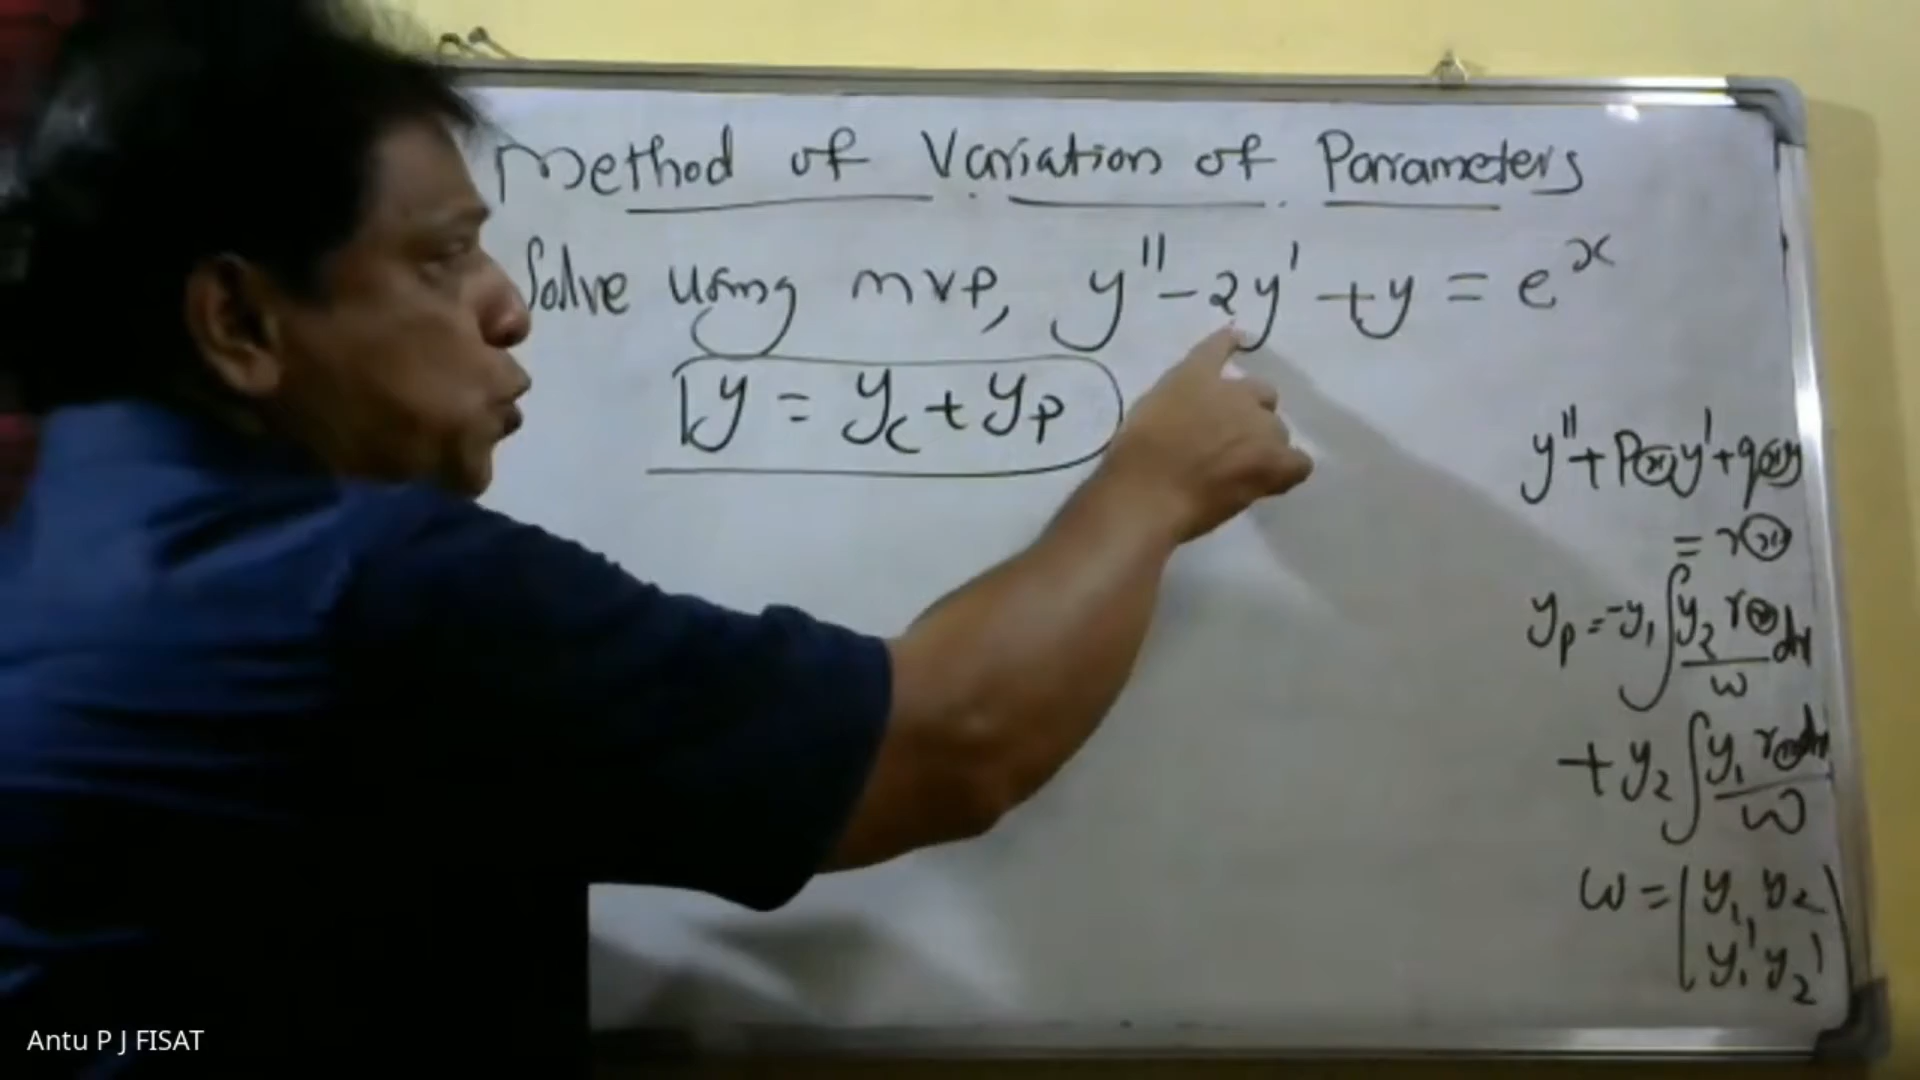 Method of Variation of Parameters
Solve using mvp, y'' - 2y' + y = e^x
y = y_c + y_p
y'' + P(x)y' + q(x)y
= r(x)
y_p = -y_1 ∫ y_2 r(x) dx / w
+ y_2 ∫ y_1 r(x) dx / w
w = | y_1 y_2
y_1' y_2' |
Antu P J FISAT